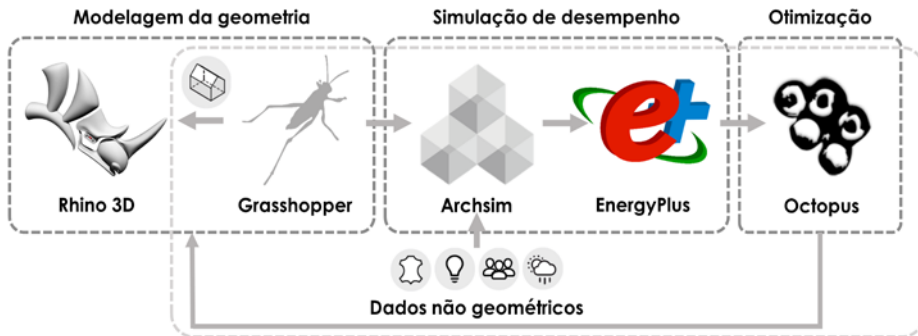 Modelagem da geometria
Simulação de desempenho
Otimização
e+
Rhino 3D
Grasshopper
Archsim
EnergyPlus
Octopus
Dados não geométricos